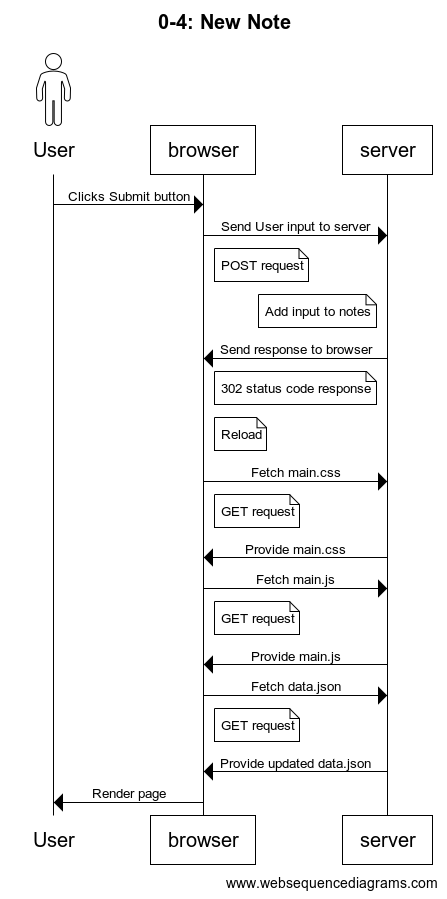 0-4: New Note
User
browser
server
Clicks Submit button
Send User input to server
POST request
Add input to notes
Send response to browser
302 status code response
Reload
Fetch main.css
GET request
Provide main.css
Fetch main.js
GET request
Provide main.js
Fetch data.json
GET request
Provide updated data.json
Render page
User
browser
server
www.websequencediagrams.com